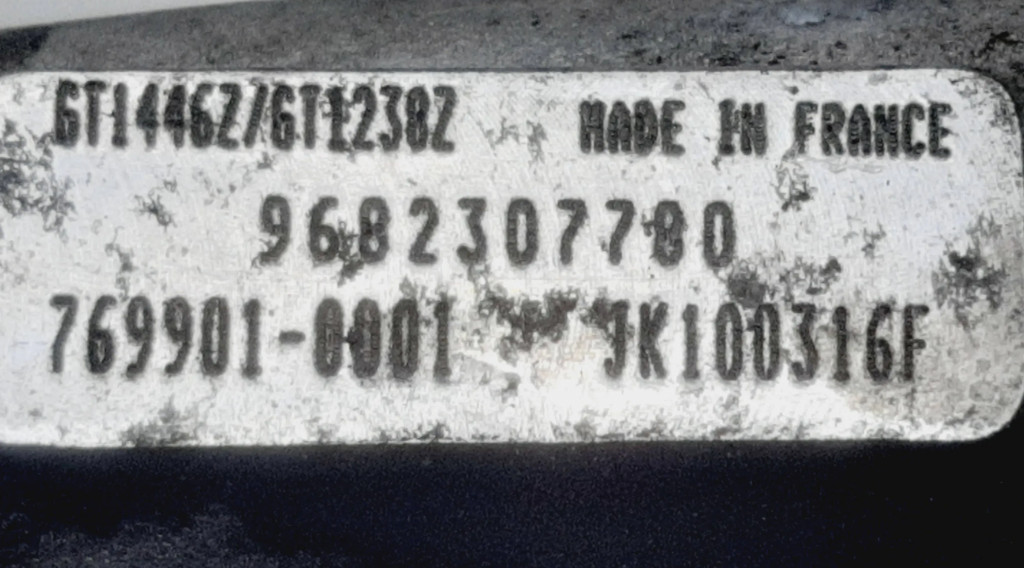 GT1446Z/GT1238Z MADE IN FRANCE
9682307780
769901-0001 JK100316F